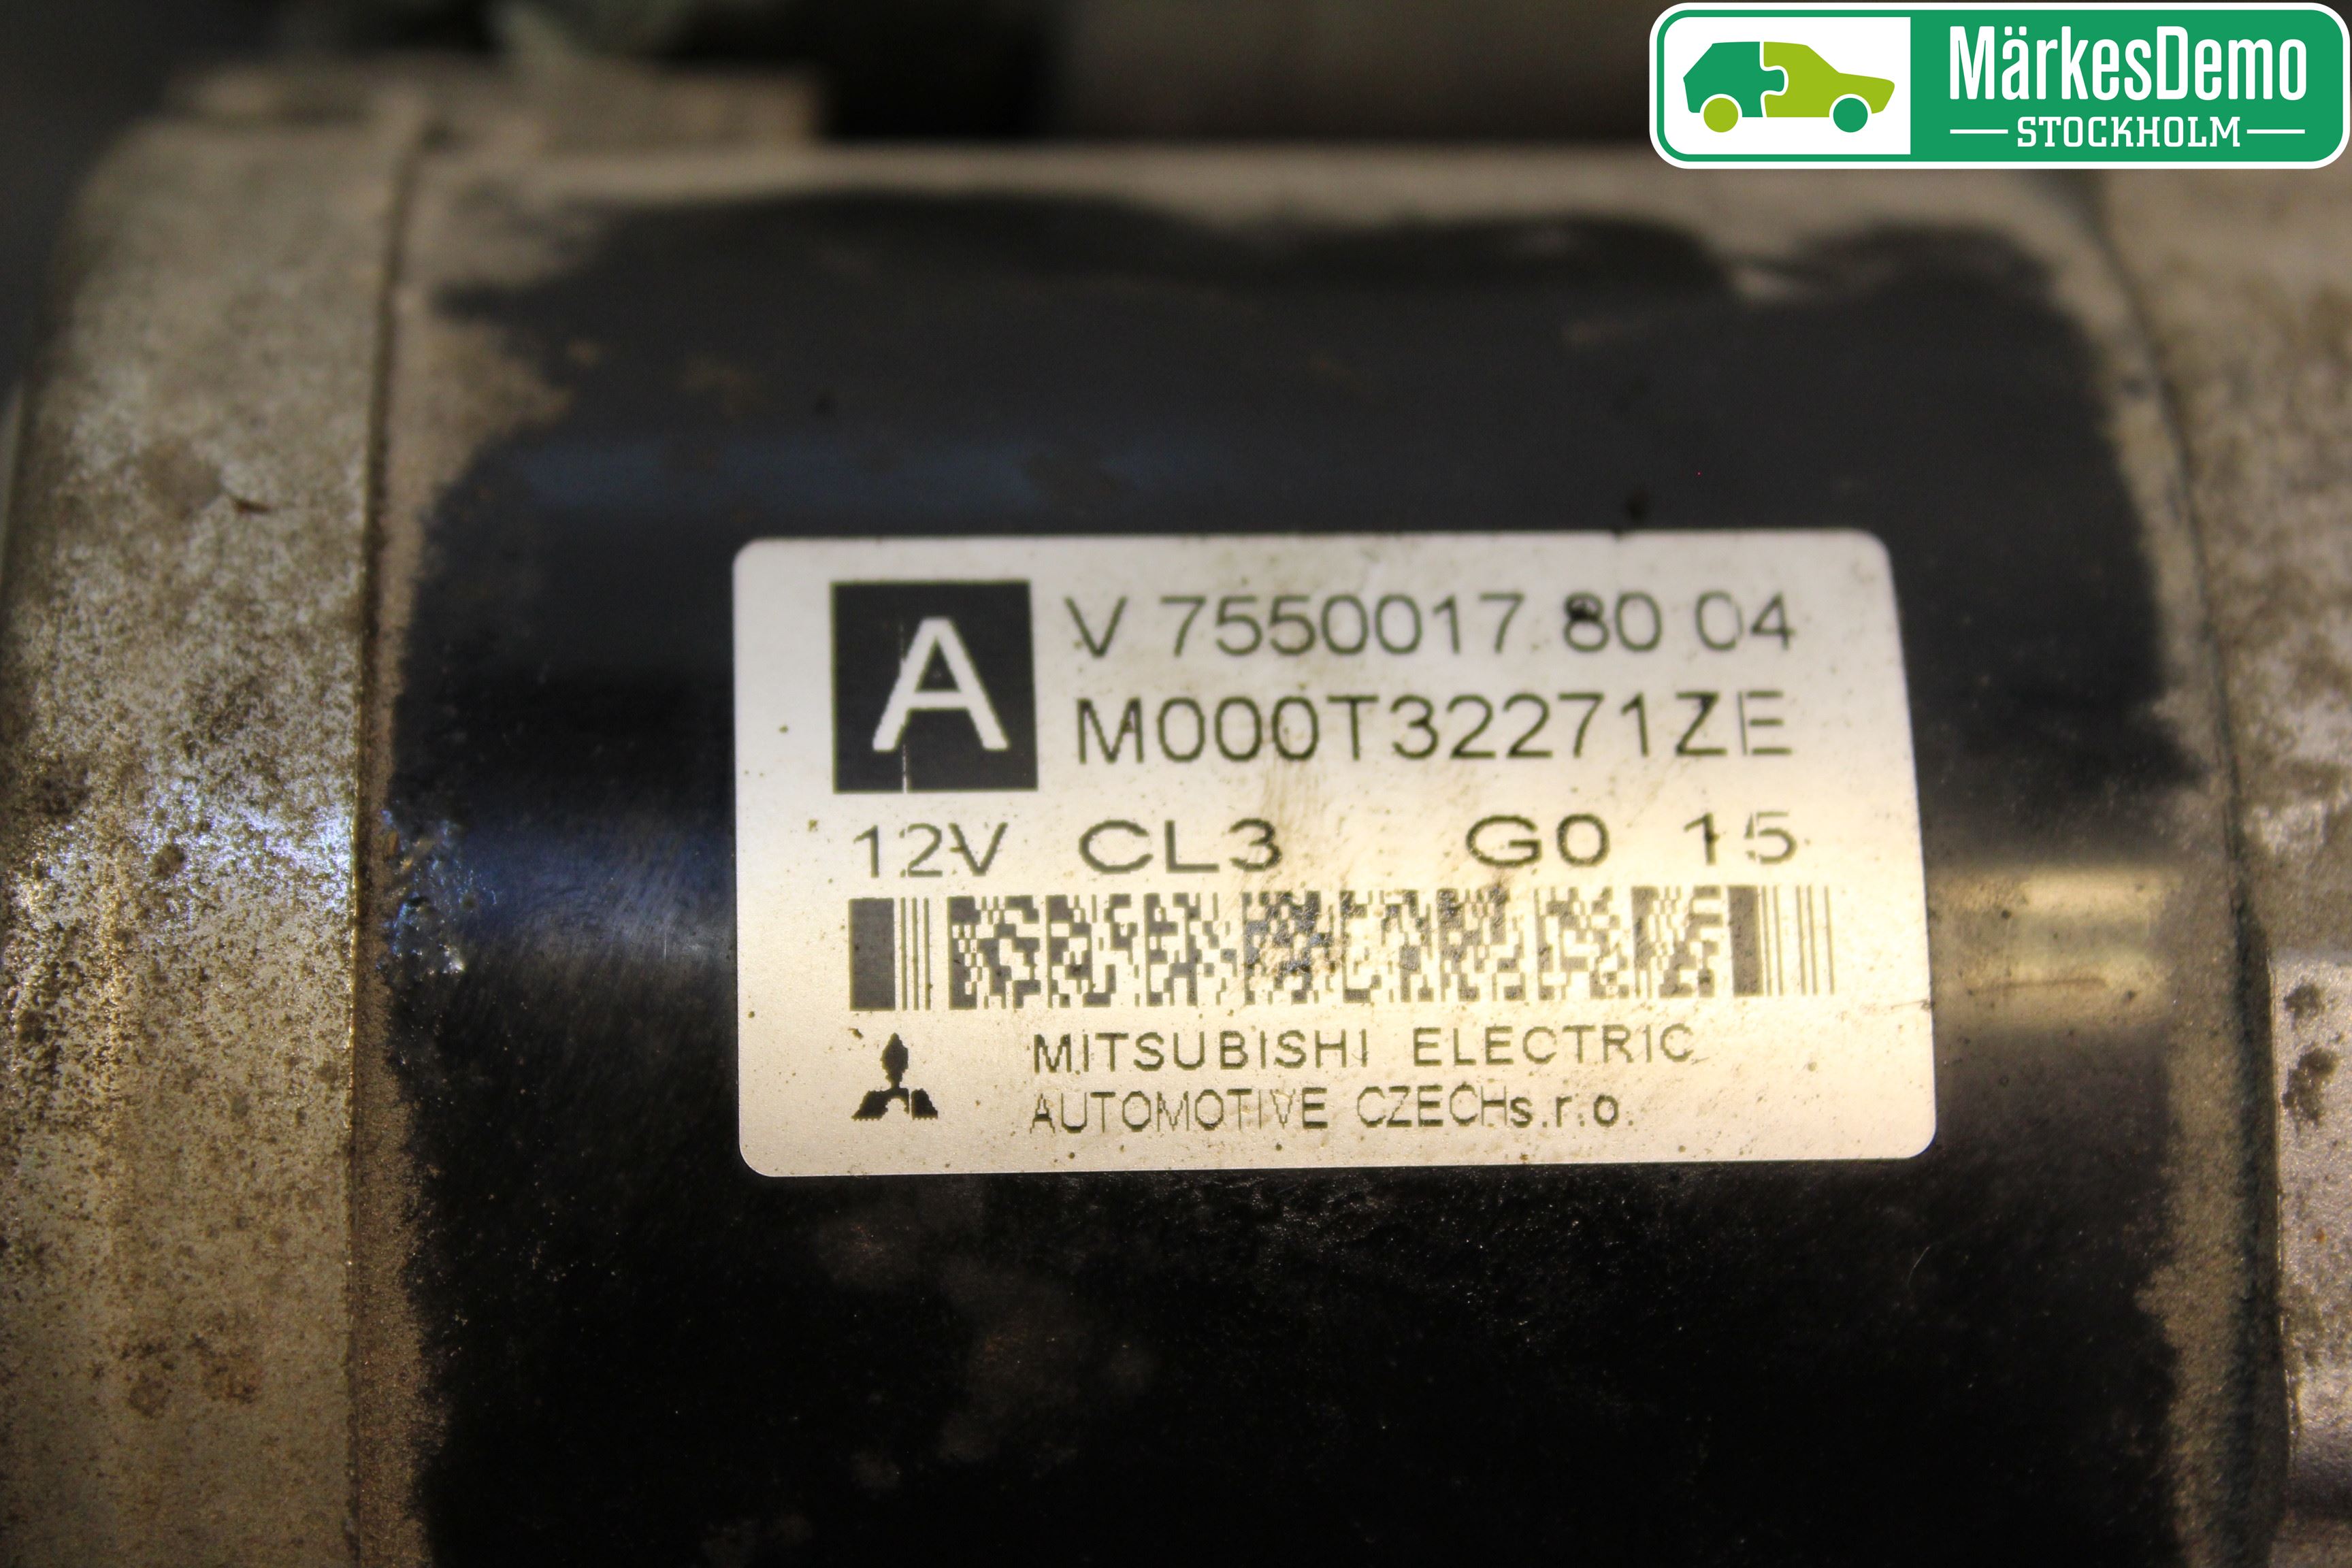 MärkesDemo
STOCKHOLM
A
V 7550017 80 04
M000T32271ZE
12V CL3 G0 15
MITSUBISHI ELECTRIC
AUTOMOTIVE CZECHs.r.o.